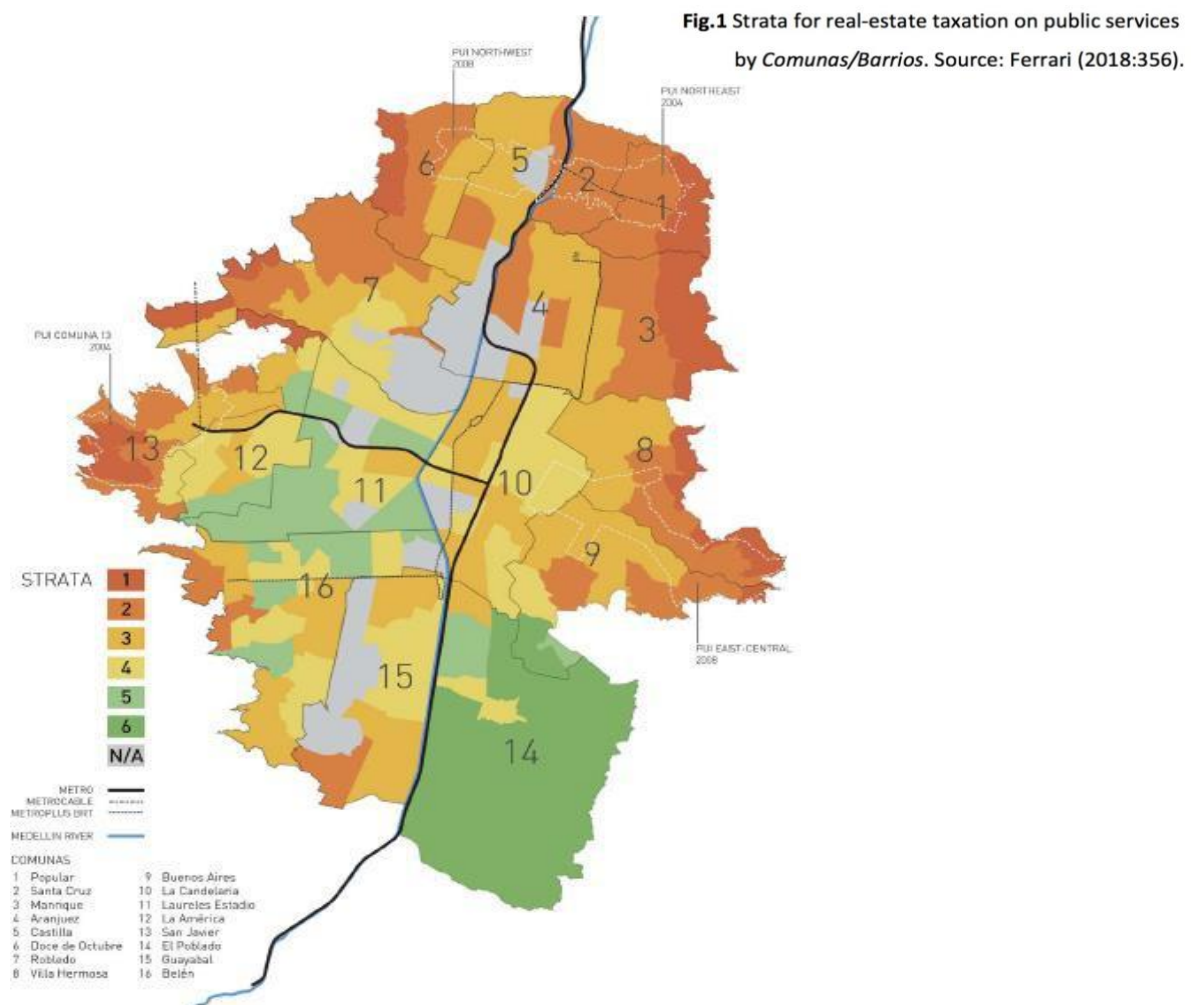 Fig.1 Strata for real-estate taxation on public services
by Comunas/Barrios. Source: Ferrari (2018:356).
PUI NORTHWEST
2008
PUI NORTHEAST
2004
6
5
2
1
7
4
3
PUI COMUNA 13
2004
13
12
11
10
8
9
16
STRATA
1
2
3
4
5
6
N/A
15
14
PUI EAST-CENTRAL
2008
METRO
METROCABLE
METROPLUS BRT
MEDELLIN RIVER
COMUNAS
1 Popular
2 Santa Cruz
3 Manrique
4 Aranjuez
5 Castilla
6 Doce de Octubre
7 Robledo
8 Villa Hermosa
9 Buenos Aires
10 La Candelaria
11 Laureles Estadio
12 La América
13 San Javier
14 El Poblado
15 Guayabal
16 Belén